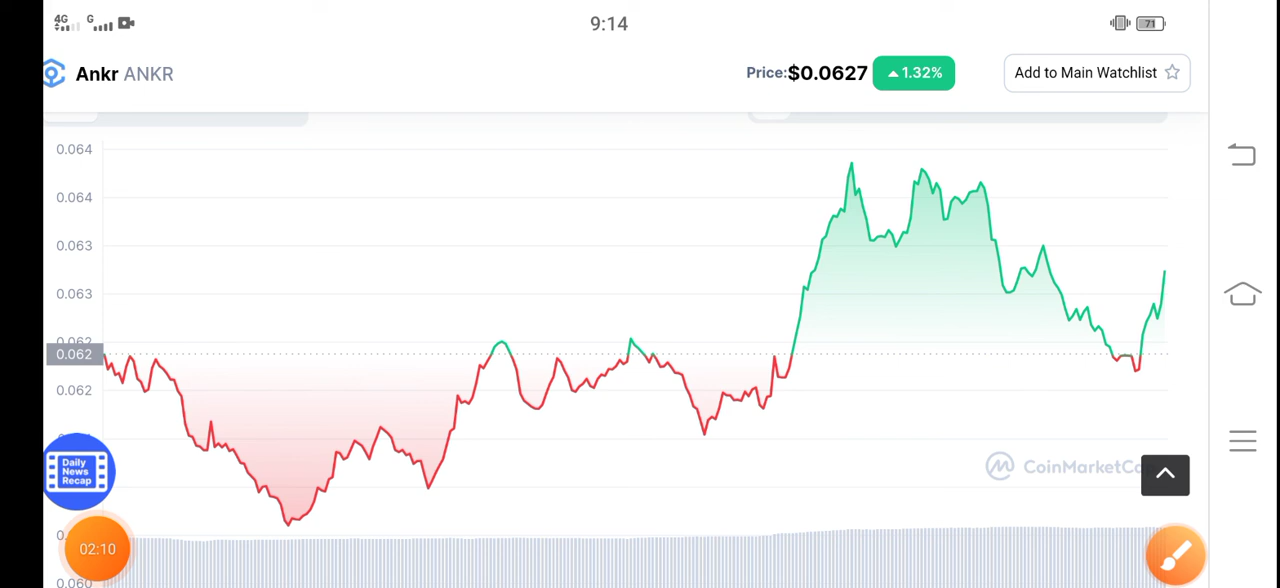 4G G 9:14 71
Ankr ANKR Price:$0.0627 1.32% Add to Main Watchlist
0.064
0.064
0.063
0.063
0.062
0.062
Daily
News
Recap
CoinMarketC
02:10
0.060